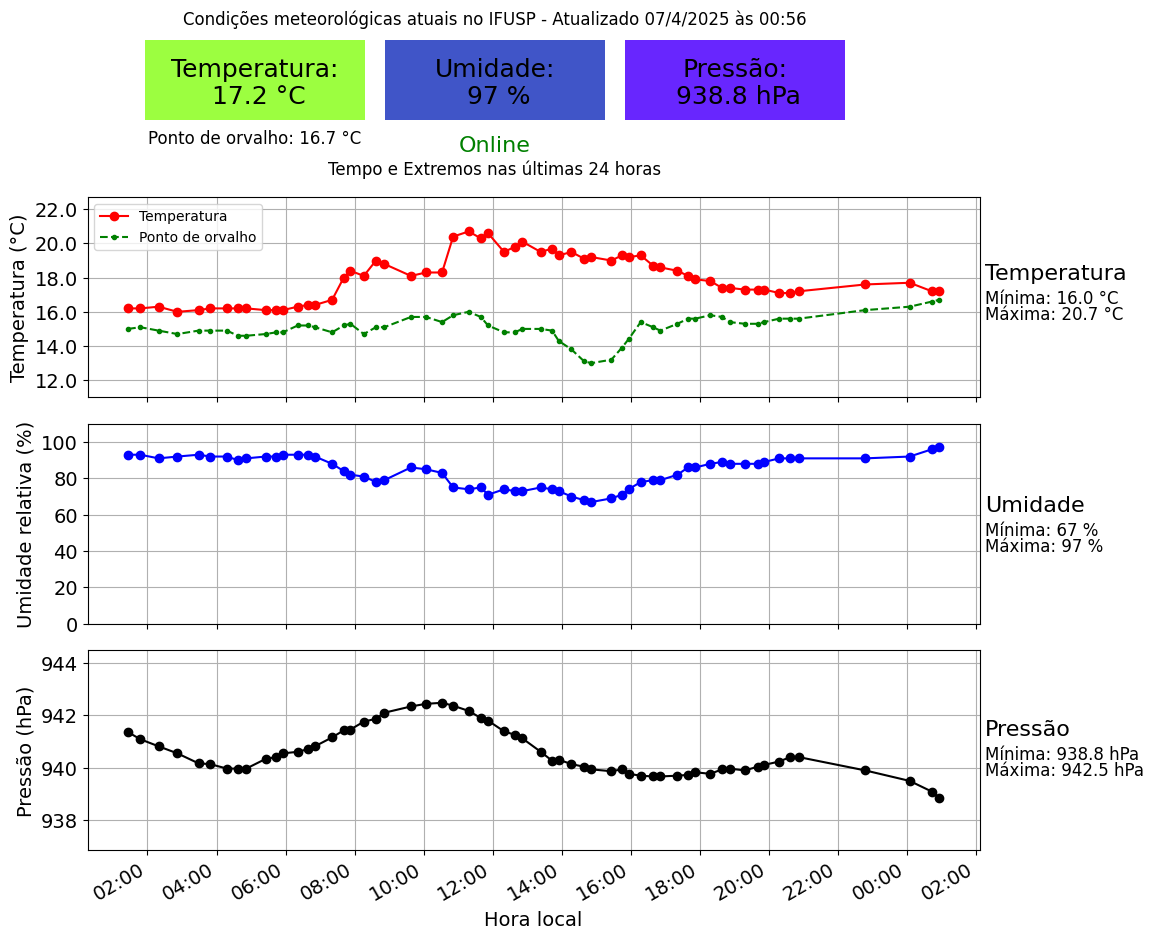 Condições meteorológicas atuais no IFUSP - Atualizado 07/4/2025 às 00:56
Temperatura:
17.2 °C
Umidade:
97 %
Pressão:
938.8 hPa
Ponto de orvalho: 16.7 °C
Online
Tempo e Extremos nas últimas 24 horas
Temperatura (°C)
22.0
20.0
18.0
16.0
14.0
12.0
Temperatura
Ponto de orvalho
Temperatura
Mínima: 16.0 °C
Máxima: 20.7 °C
Umidade relativa (%)
100
80
60
40
20
0
Umidade
Mínima: 67 %
Máxima: 97 %
Pressão (hPa)
944
942
940
938
Pressão
Mínima: 938.8 hPa
Máxima: 942.5 hPa
02:00 04:00 06:00 08:00 10:00 12:00 14:00 16:00 18:00 20:00 22:00 00:00 02:00
Hora local